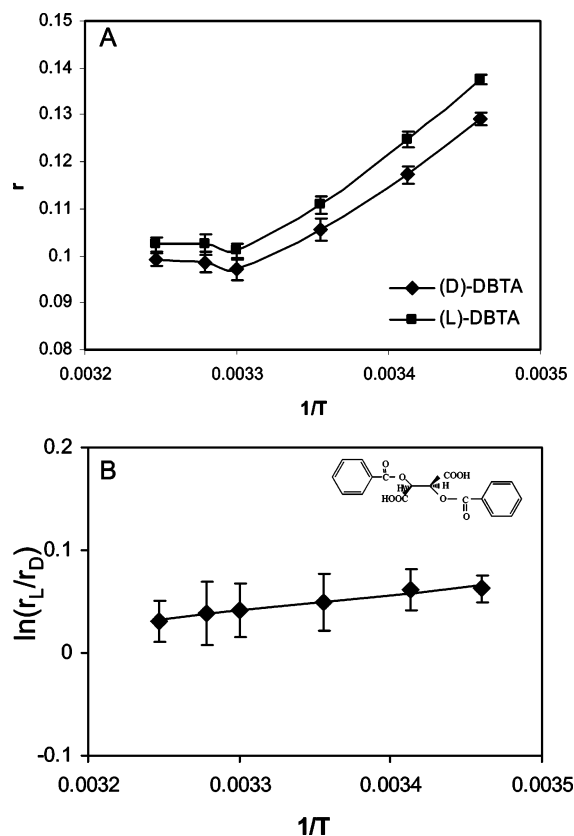 A
0.15
0.14
0.13
0.12
0.11
0.1
0.09
0.08
r
(D)-DBTA
(L)-DBTA
0.0032 0.0033 0.0034 0.0035
1/T
B
0.2
0.1
0
-0.1
ln(rL/rD)
O
C
O
COOH
H
H
HOOC
O
C
O
0.0032 0.0033 0.0034 0.0035
1/T